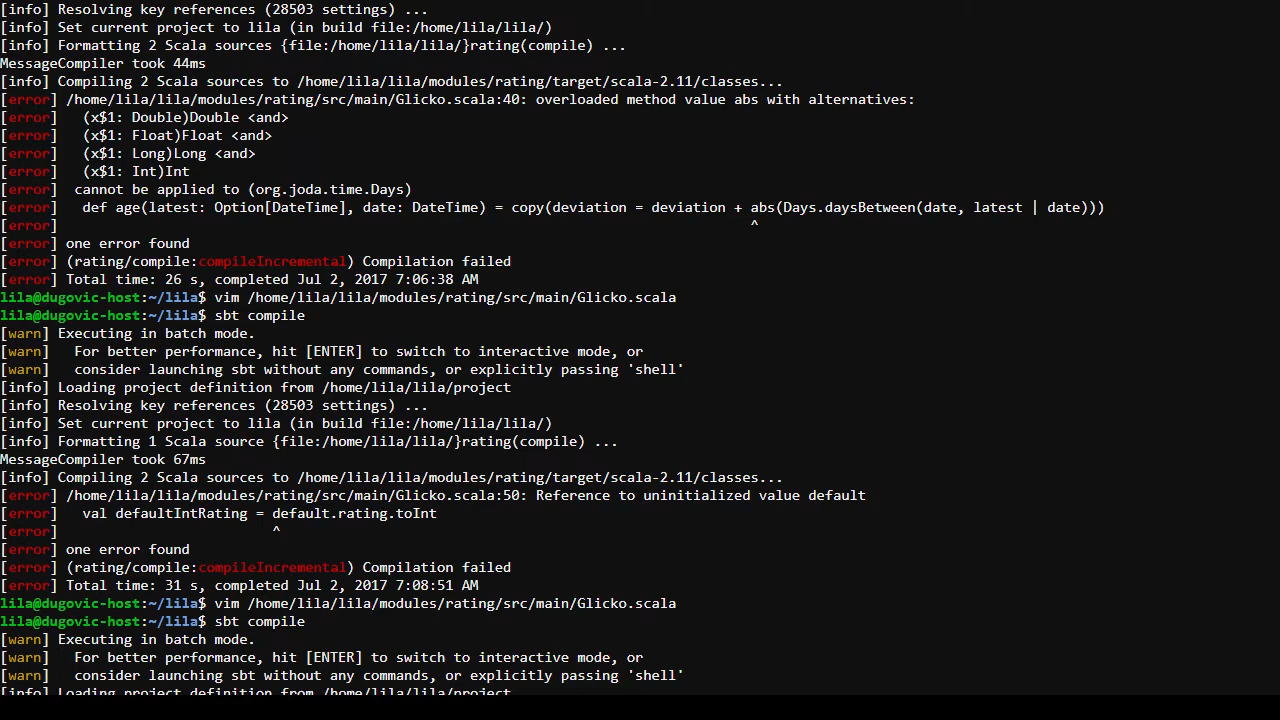 [info] Resolving key references (28503 settings) ...
[info] Set current project to lila (in build file:/home/lila/lila/)
[info] Formatting 2 Scala sources {file:/home/lila/lila/}rating(compile) ...
MessageCompiler took 44ms
[info] Compiling 2 Scala sources to /home/lila/lila/modules/rating/target/scala-2.11/classes...
[error] /home/lila/lila/modules/rating/src/main/Glicko.scala:40: overloaded method value abs with alternatives:
[error]   (x$1: Double)Double <and>
[error]   (x$1: Float)Float <and>
[error]   (x$1: Long)Long <and>
[error]   (x$1: Int)Int
[error]  cannot be applied to (org.joda.time.Days)
[error]   def age(latest: Option[DateTime], date: DateTime) = copy(deviation = deviation + abs(Days.daysBetween(date, latest | date)))
[error]                                                                                    ^
[error] one error found
[error] (rating/compile:compileIncremental) Compilation failed
[error] Total time: 26 s, completed Jul 2, 2017 7:06:38 AM
lila@dugovic-host:~/lila$ vim /home/lila/lila/modules/rating/src/main/Glicko.scala
lila@dugovic-host:~/lila$ sbt compile
[warn] Executing in batch mode.
[warn]   For better performance, hit [ENTER] to switch to interactive mode, or
[warn]   consider launching sbt without any commands, or explicitly passing 'shell'
[info] Loading project definition from /home/lila/lila/project
[info] Resolving key references (28503 settings) ...
[info] Set current project to lila (in build file:/home/lila/lila/)
[info] Formatting 1 Scala source {file:/home/lila/lila/}rating(compile) ...
MessageCompiler took 67ms
[info] Compiling 2 Scala sources to /home/lila/lila/modules/rating/target/scala-2.11/classes...
[error] /home/lila/lila/modules/rating/src/main/Glicko.scala:50: Reference to uninitialized value default
[error]   val defaultIntRating = default.rating.toInt
[error]                          ^
[error] one error found
[error] (rating/compile:compileIncremental) Compilation failed
[error] Total time: 31 s, completed Jul 2, 2017 7:08:51 AM
lila@dugovic-host:~/lila$ vim /home/lila/lila/modules/rating/src/main/Glicko.scala
lila@dugovic-host:~/lila$ sbt compile
[warn] Executing in batch mode.
[warn]   For better performance, hit [ENTER] to switch to interactive mode, or
[warn]   consider launching sbt without any commands, or explicitly passing 'shell'
[info] Loading project definition from /home/lila/lila/project